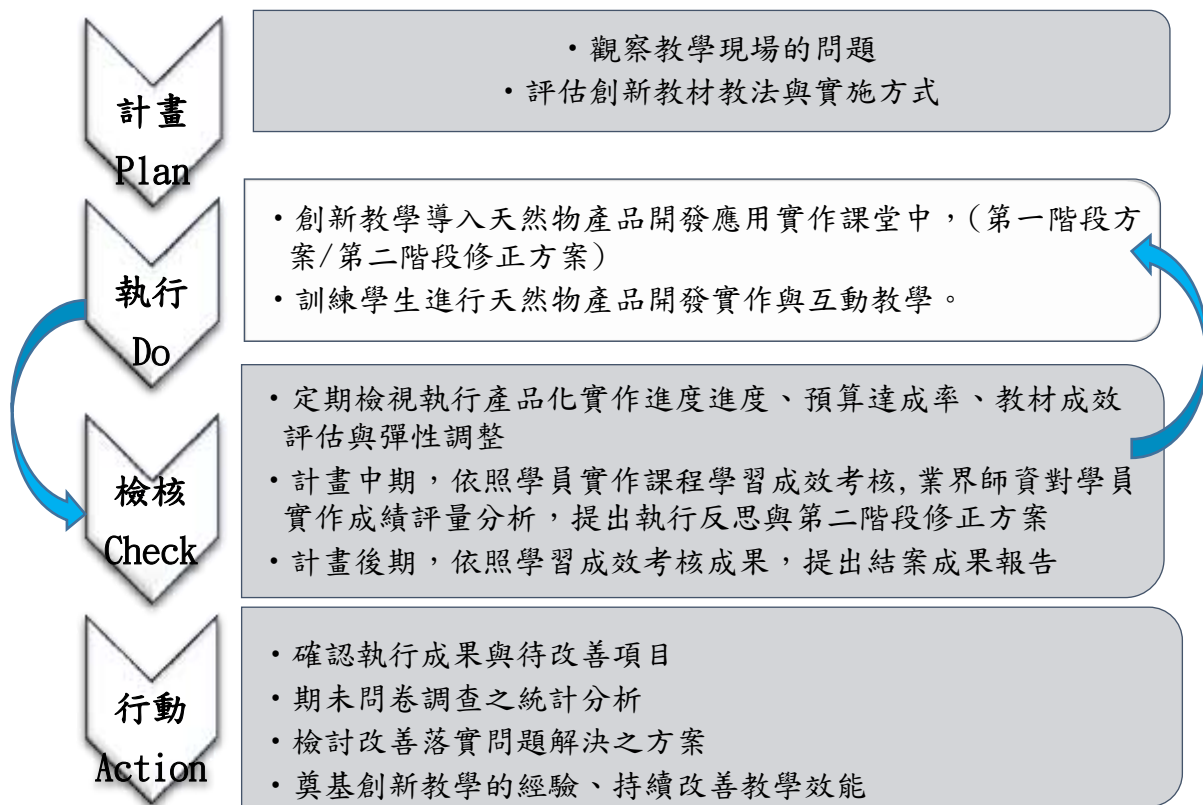 計畫
Plan
・觀察教學現場的問題
・評估創新教材教法與實施方式
執行
Do
・創新教學導入天然物產品開發應用實作課堂中，(第一階段方
案/第二階段修正方案)
・訓練學生進行天然物產品開發實作與互動教學。
檢核
Check
・定期檢視執行產品化實作進度進度、預算達成率、教材成效
評估與彈性調整
・計畫中期，依照學員實作課程學習成效考核,業界師資對學員
實作成績評量分析，提出執行反思與第二階段修正方案
・計畫後期，依照學習成效考核成果，提出結案成果報告
行動
Action
・確認執行成果與待改善項目
・期未問卷調查之統計分析
・檢討改善落實問題解決之方案
・奠基創新教學的經驗、持續改善教學效能